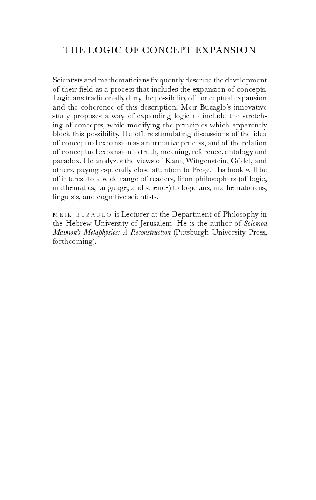 THE LOGIC OF CONCEPT EXPANSION
Scientists and mathematicians frequently describe the development
of their field as a process that includes the expansion of concepts.
Logicians traditionally deny the possibility of conceptual expansion
and the coherence of this description. Meir Buzaglo's innovative
study proposes a way of expanding logic to include the stretch-
ing of concepts, while modifying the principles which apparently
block this possibility. He offers stimulating discussions of the idea
of conceptual expansion as a normative process, and of the relation
of conceptual expansion to truth, meaning, reference, ontology and
paradox. He analyzes the views of Kant, Wittgenstein, Gödel, and
others, paying especially close attention to Frege. His book will be
of interest to a wide range of readers, from philosophers (of logic,
mathematics, language, and science) to logicians, mathematicians,
linguists, and cognitive scientists.
MEIR BUZAGLO is Lecturer at the Department of Philosophy in
the Hebrew University of Jerusalem. He is the author of Solomon
Maimon's Metaphysics: A Reconstruction (Pittsburgh University Press,
forthcoming).